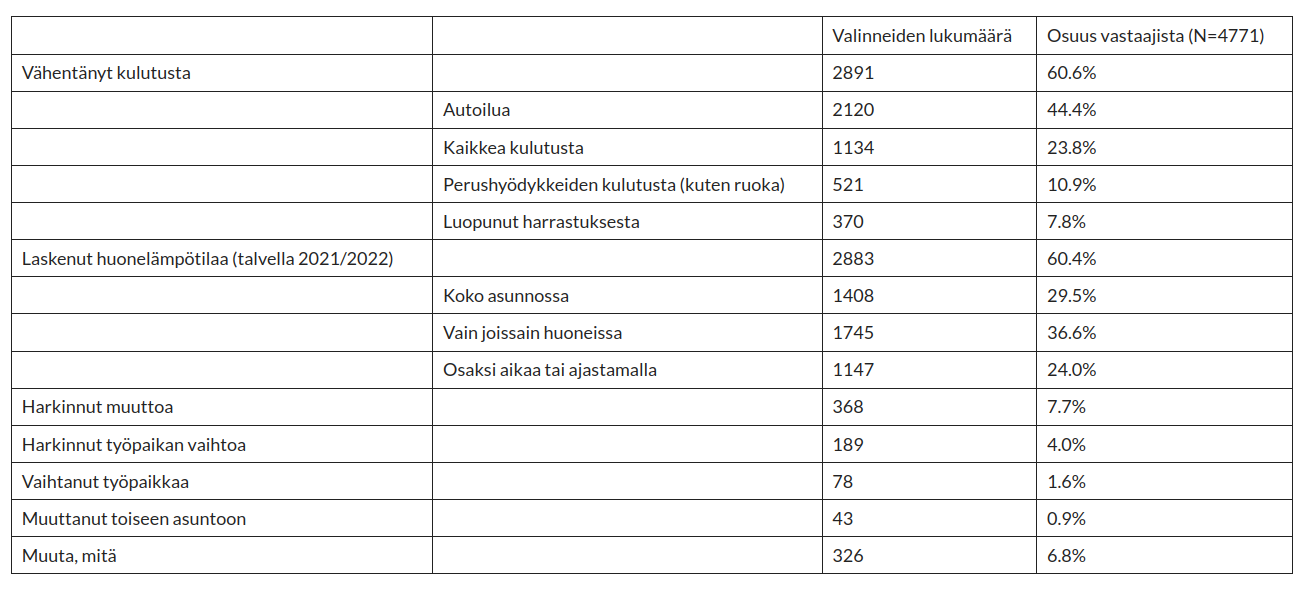 Valinneiden lukumäärä Osuus vastaajista (N=4771)
Vähentänyt kulutusta 2891 60.6%
Autoilua 2120 44.4%
Kaikkea kulutusta 1134 23.8%
Perushyödykkeiden kulutusta (kuten ruoka) 521 10.9%
Luopunut harrastuksesta 370 7.8%
Laskenut huonelämpötilaa (talvella 2021/2022) 2883 60.4%
Koko asunnossa 1408 29.5%
Vain joissain huoneissa 1745 36.6%
Osaksi aikaa tai ajastamalla 1147 24.0%
Harkinnut muuttoa 368 7.7%
Harkinnut työpaikan vaihtoa 189 4.0%
Vaihtanut työpaikkaa 78 1.6%
Muuttanut toiseen asuntoon 43 0.9%
Muuta, mitä 326 6.8%